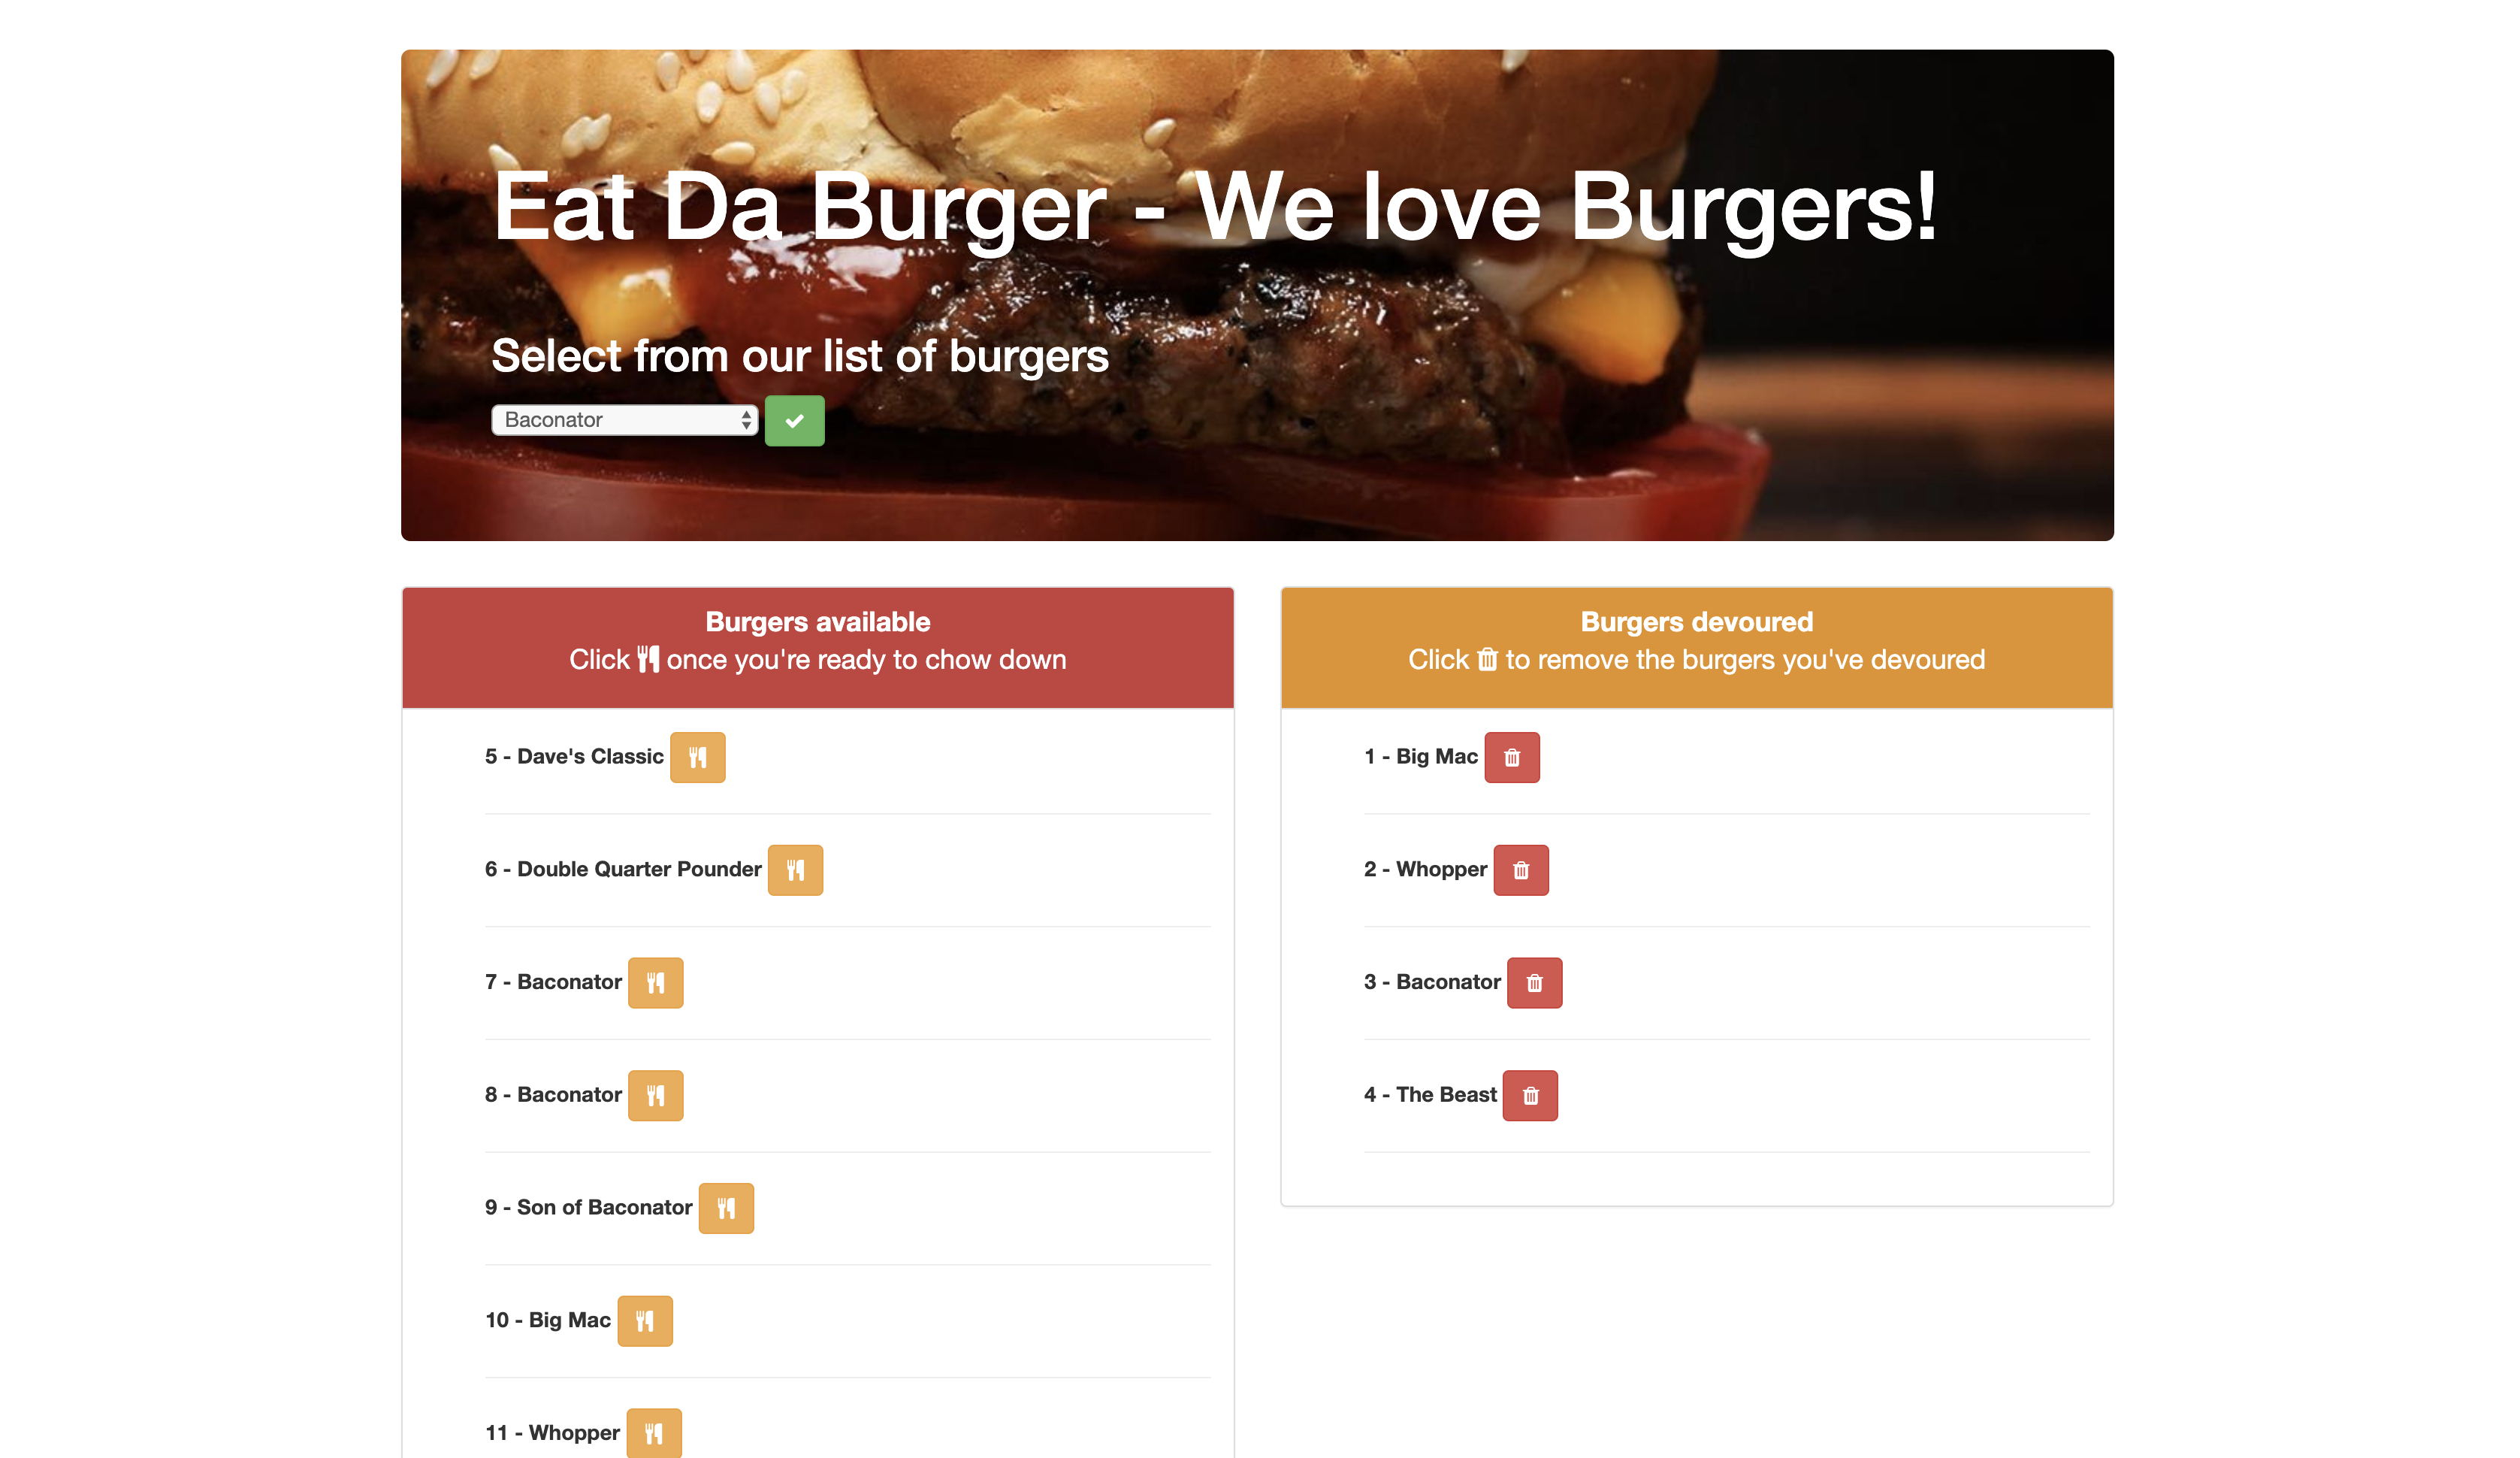 Eat Da Burger - We love Burgers!
Select from our list of burgers
Baconator
Burgers available
Click once you're ready to chow down
5 - Dave's Classic
6 - Double Quarter Pounder
7 - Baconator
8 - Baconator
9 - Son of Baconator
10 - Big Mac
11 - Whopper
Burgers devoured
Click to remove the burgers you've devoured
1 - Big Mac
2 - Whopper
3 - Baconator
4 - The Beast